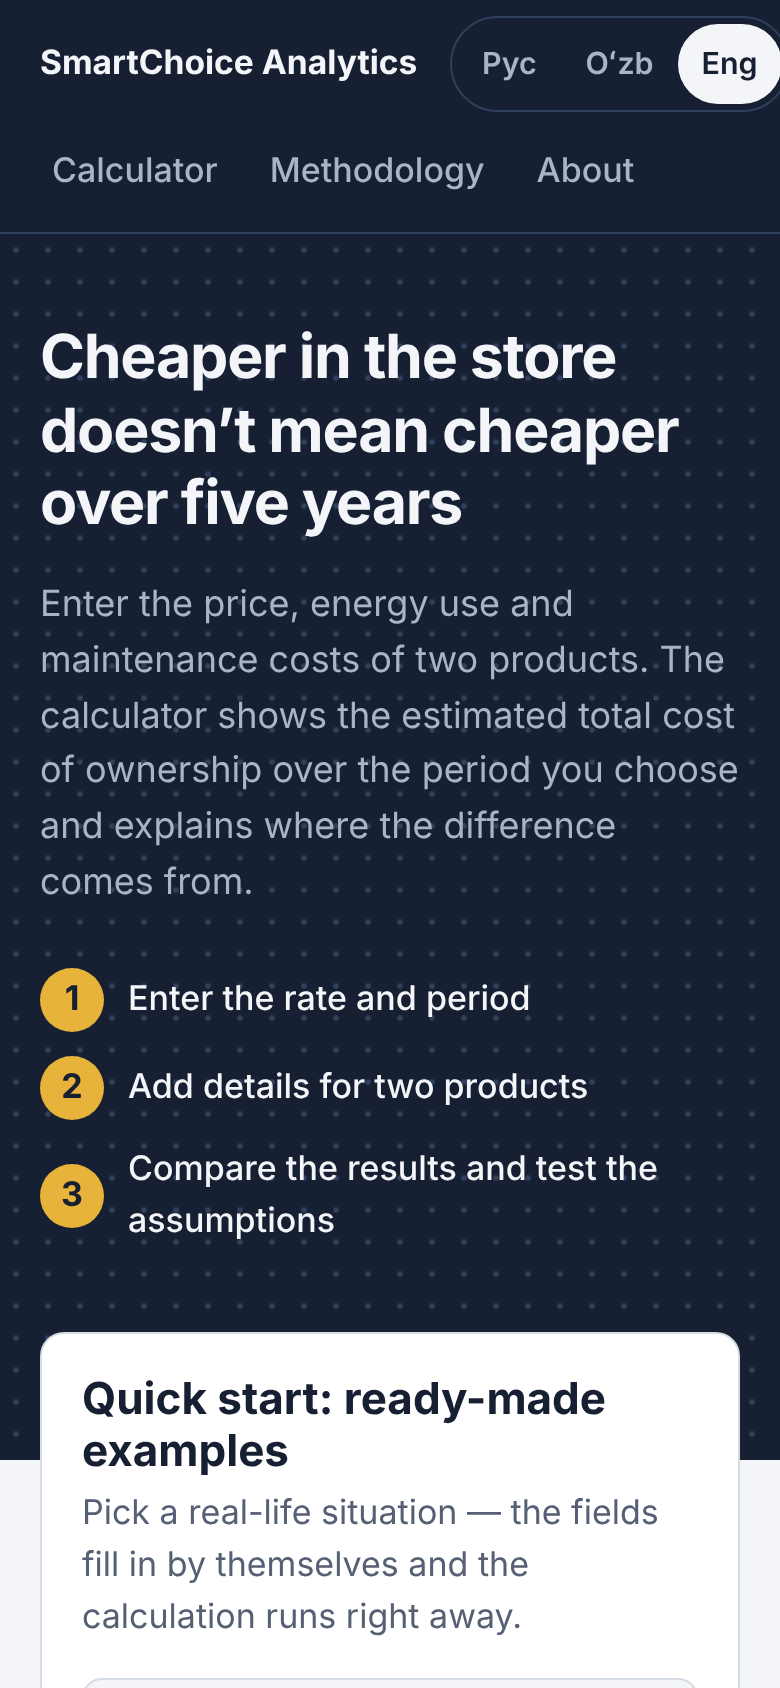 SmartChoice Analytics
Рус
Oʻzb
Eng
Calculator
Methodology
About
Cheaper in the store
doesn’t mean cheaper
over five years
Enter the price, energy use and
maintenance costs of two products. The
calculator shows the estimated total cost
of ownership over the period you choose
and explains where the difference
comes from.
1 Enter the rate and period
2 Add details for two products
3 Compare the results and test the
assumptions
Quick start: ready-made
examples
Pick a real-life situation — the fields
fill in by themselves and the
calculation runs right away.